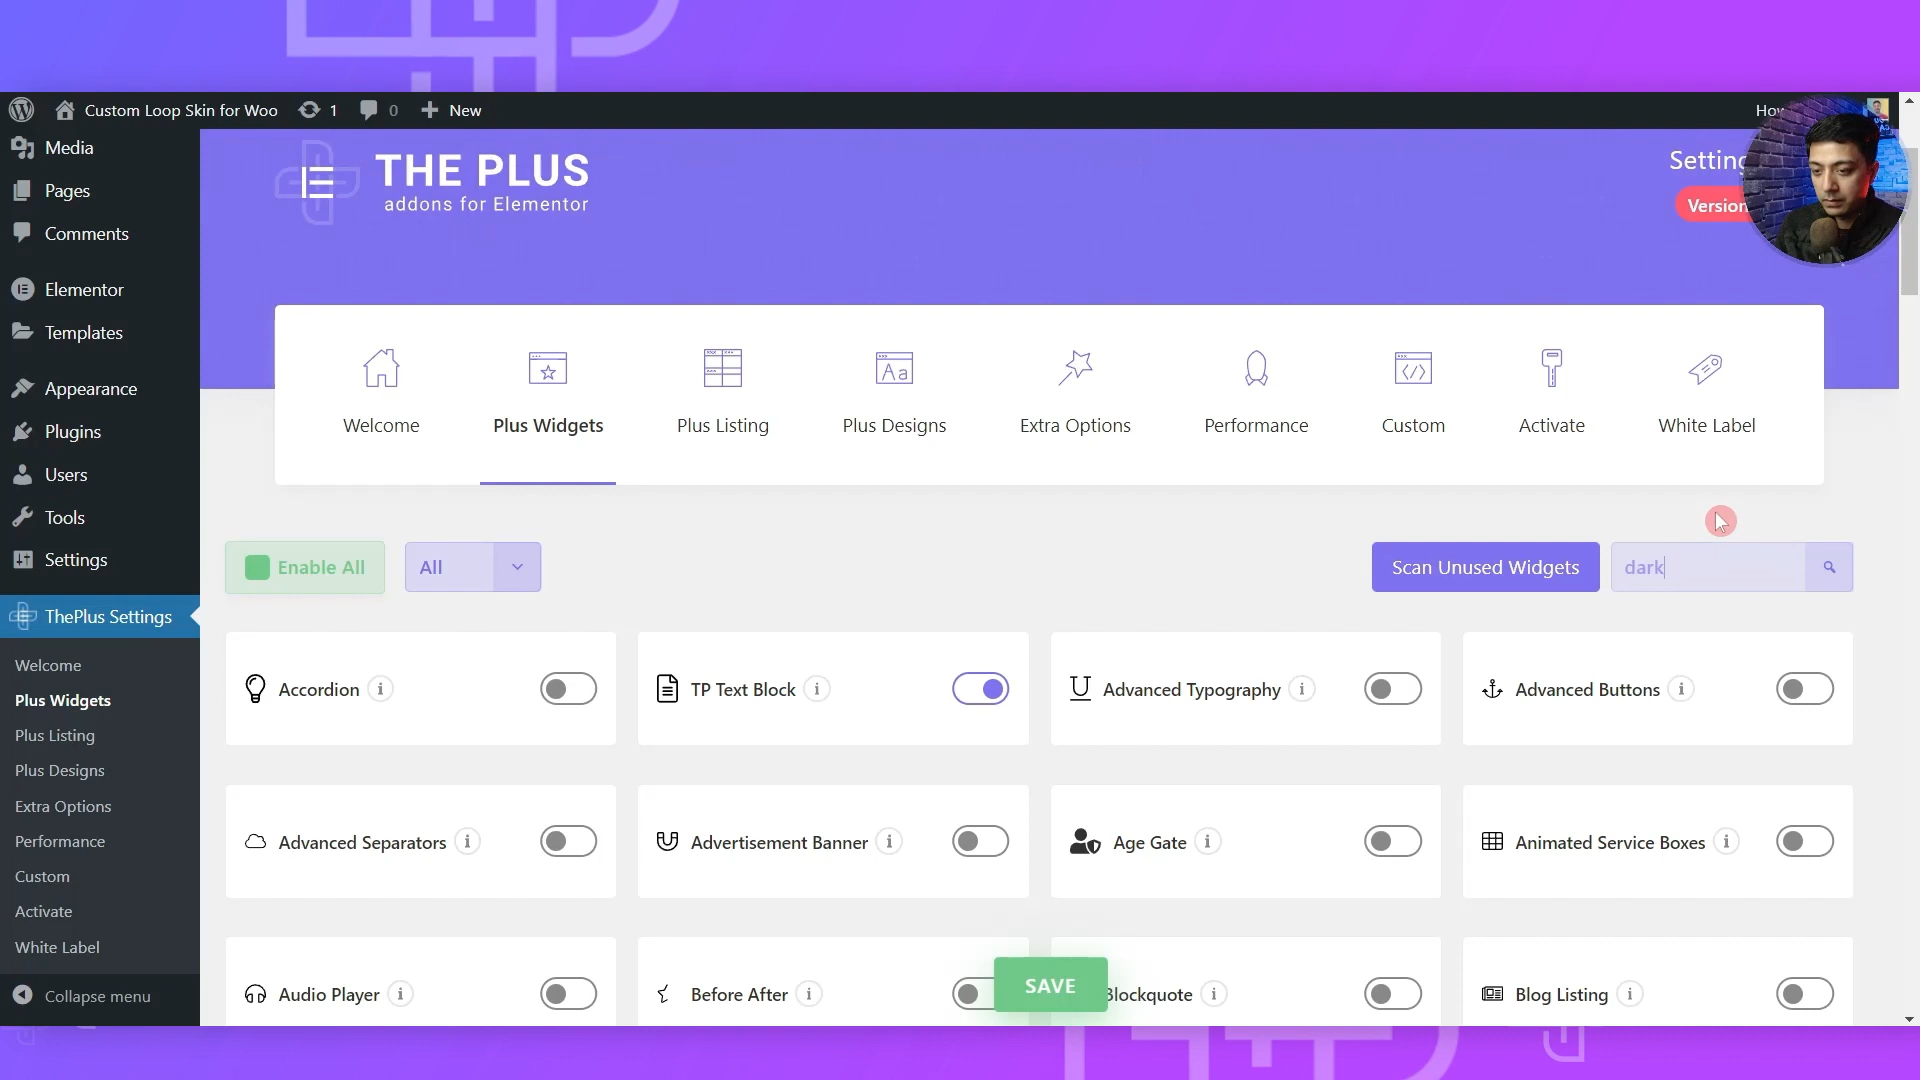 Custom Loop Skin for Woo
1
0
New
Media
Pages
Comments
Elementor
Templates
Appearance
Plugins
Users
Tools
Settings
ThePlus Settings
Welcome
Plus Widgets
Plus Listing
Plus Designs
Extra Options
Performance
Custom
Activate
White Label
Collapse menu
THE PLUS
addons for Elementor
Version
Welcome
Plus Widgets
Plus Listing
Plus Designs
Extra Options
Performance
Custom
Activate
White Label
Enable All
All
Scan Unused Widgets
dark
Accordion
TP Text Block
Advanced Typography
Advanced Buttons
Advanced Separators
Advertisement Banner
Age Gate
Animated Service Boxes
Audio Player
Before After
SAVE
Blockquote
Blog Listing